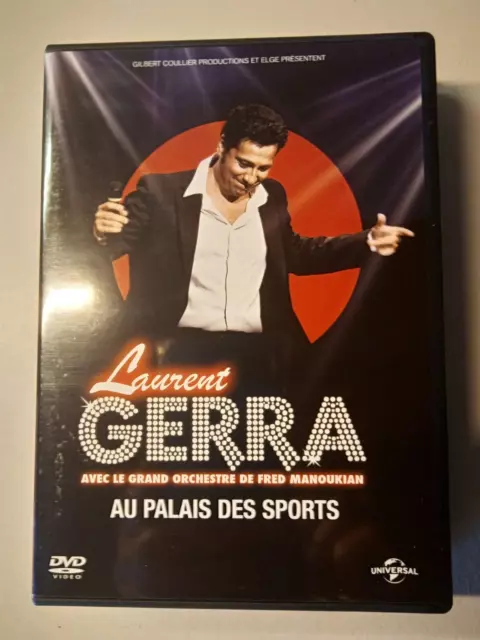 GILBERT COULLIER PRODUCTIONS ET ELGE PRÉSENTENT
Laurent
GERRA
AVEC LE GRAND ORCHESTRE DE FRED MANOUKIAN
AU PALAIS DES SPORTS
DVD
VIDEO
UNIVERSAL